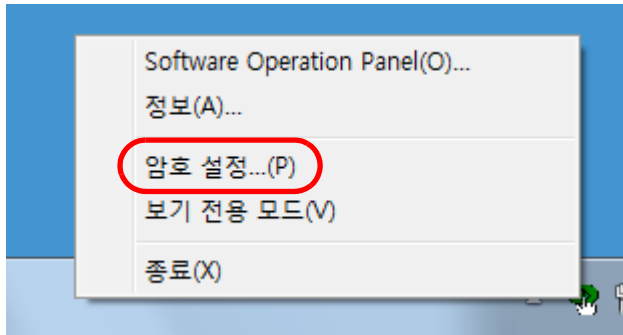 Software Operation Panel(O)...
정보(A)...
암호 설정...(P)
보기 전용 모드(V)
종료(X)